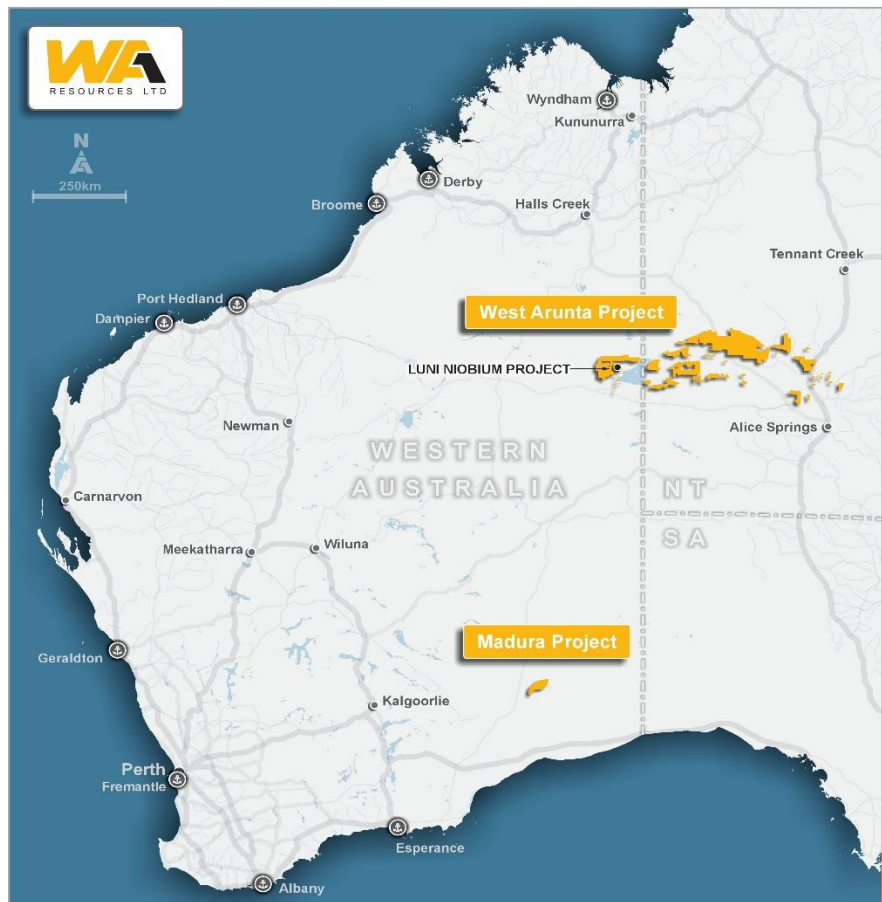 WA
RESOURCES LTD
N
250km
Wyndham
Kununurra
Derby
Broome
Halls Creek
Tennant Creek
Port Hedland
Dampier
West Arunta Project
LUNI NIOBIUM PROJECT
Newman
Alice Springs
WESTERN
AUSTRALIA
NT
SA
Carnarvon
Meekatharra
Wiluna
Madura Project
Geraldton
Kalgoorlie
Perth
Fremantle
Esperance
Albany